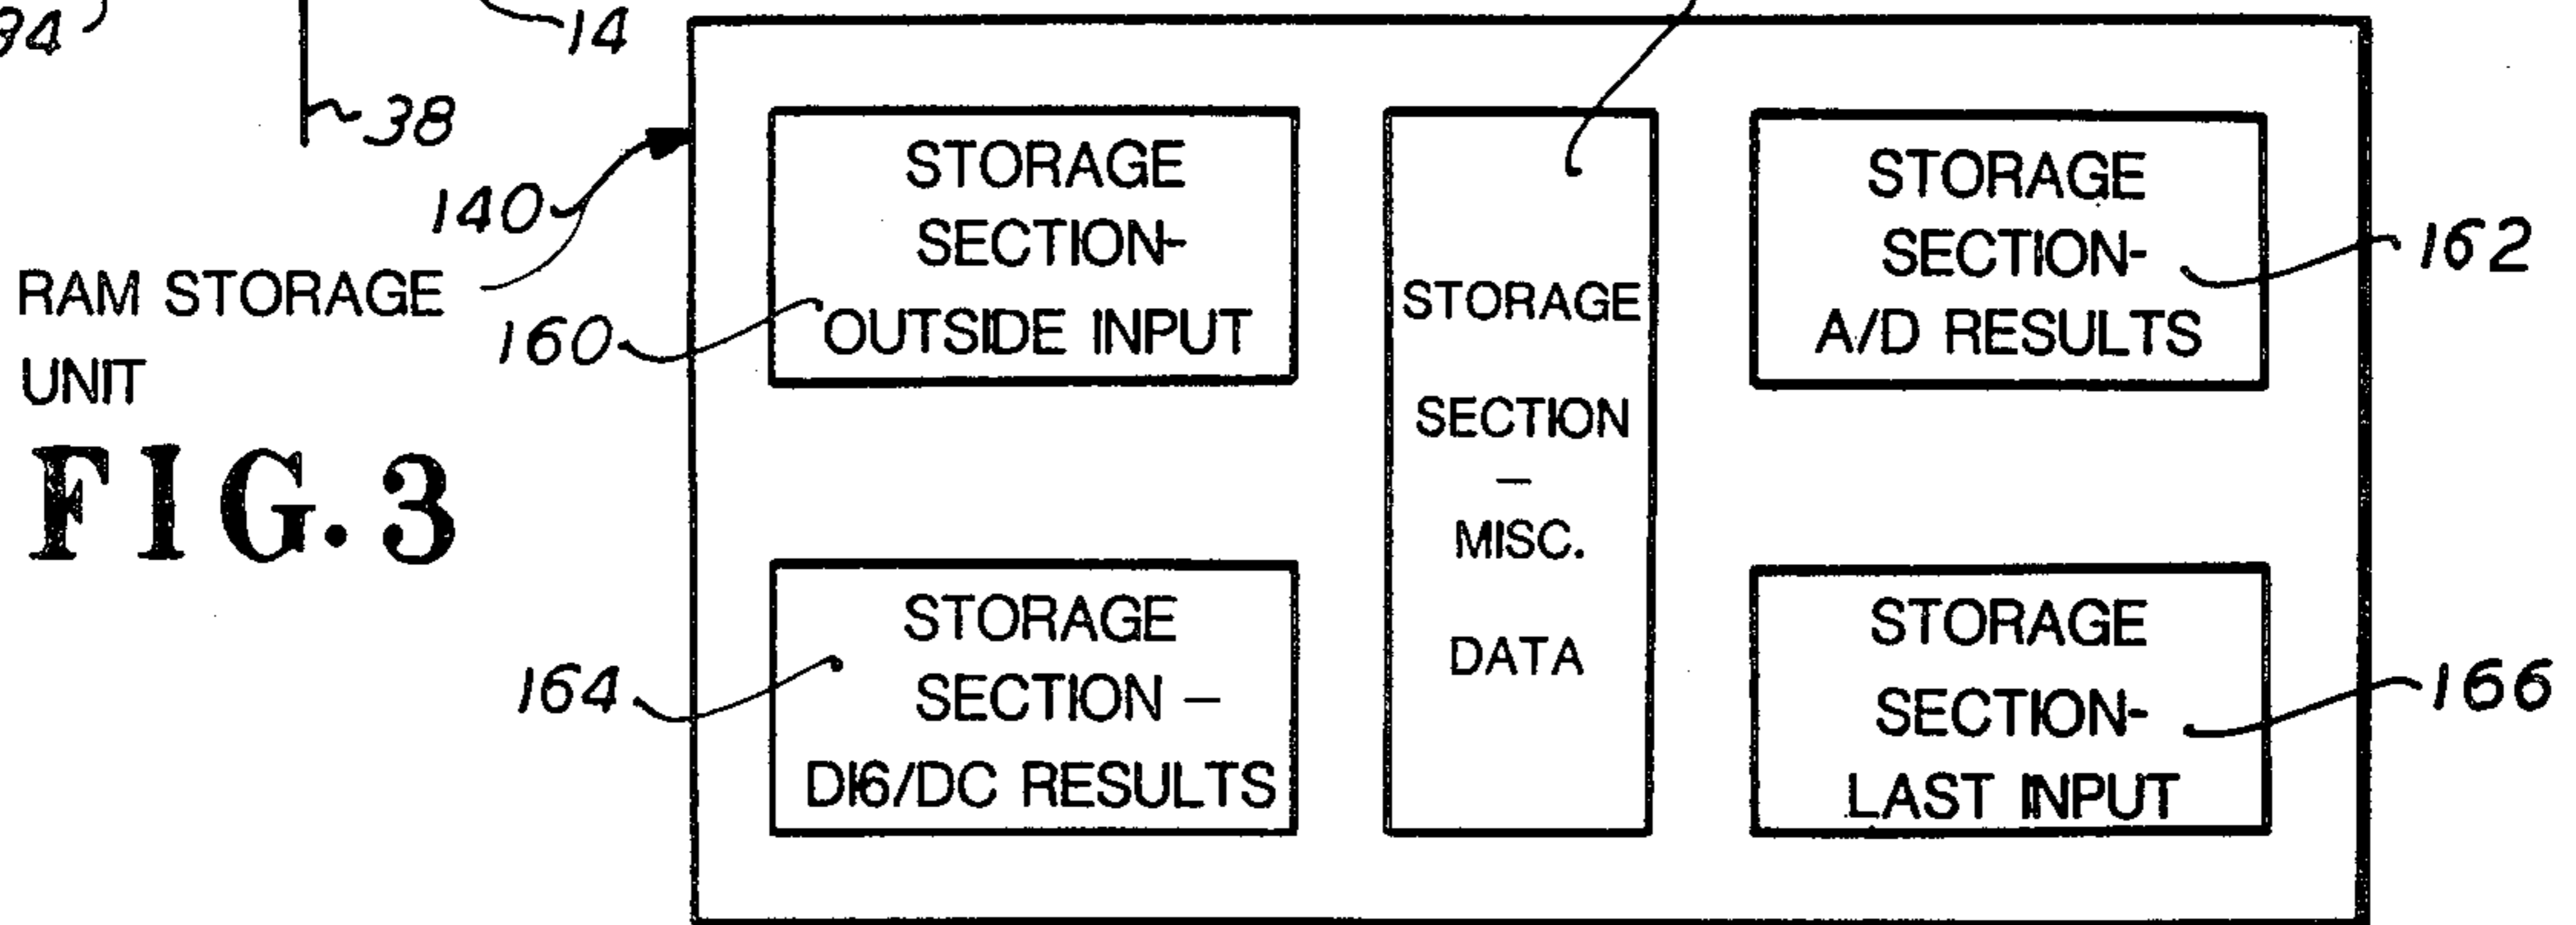 34
14
38
140
RAM STORAGE
UNIT
FIG. 3
STORAGE
SECTION-
OUTSIDE INPUT
160
STORAGE
SECTION
—
MISC.
DATA
STORAGE
SECTION-
A/D RESULTS
162
STORAGE
SECTION —
DI6/DC RESULTS
164
STORAGE
SECTION-
LAST INPUT
166